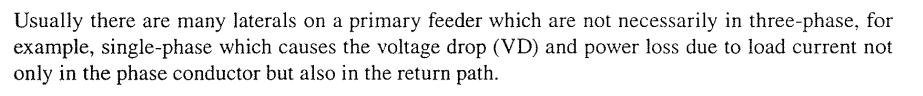 Usually there are many laterals on a primary feeder which are not necessarily in three-phase, for
example, single-phase which causes the voltage drop (VD) and power loss due to load current not
only in the phase conductor but also in the return path.